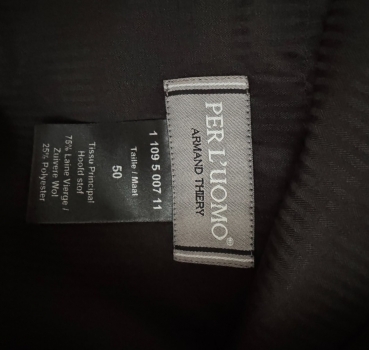 PER L'UOMO®
ARMAND THIERY
1 109 5 007 11
Taille / Maat
50
Tissu Principal
Hoofd stof
75% Laine Vierge /
Zuivere Wol
25% Polyester